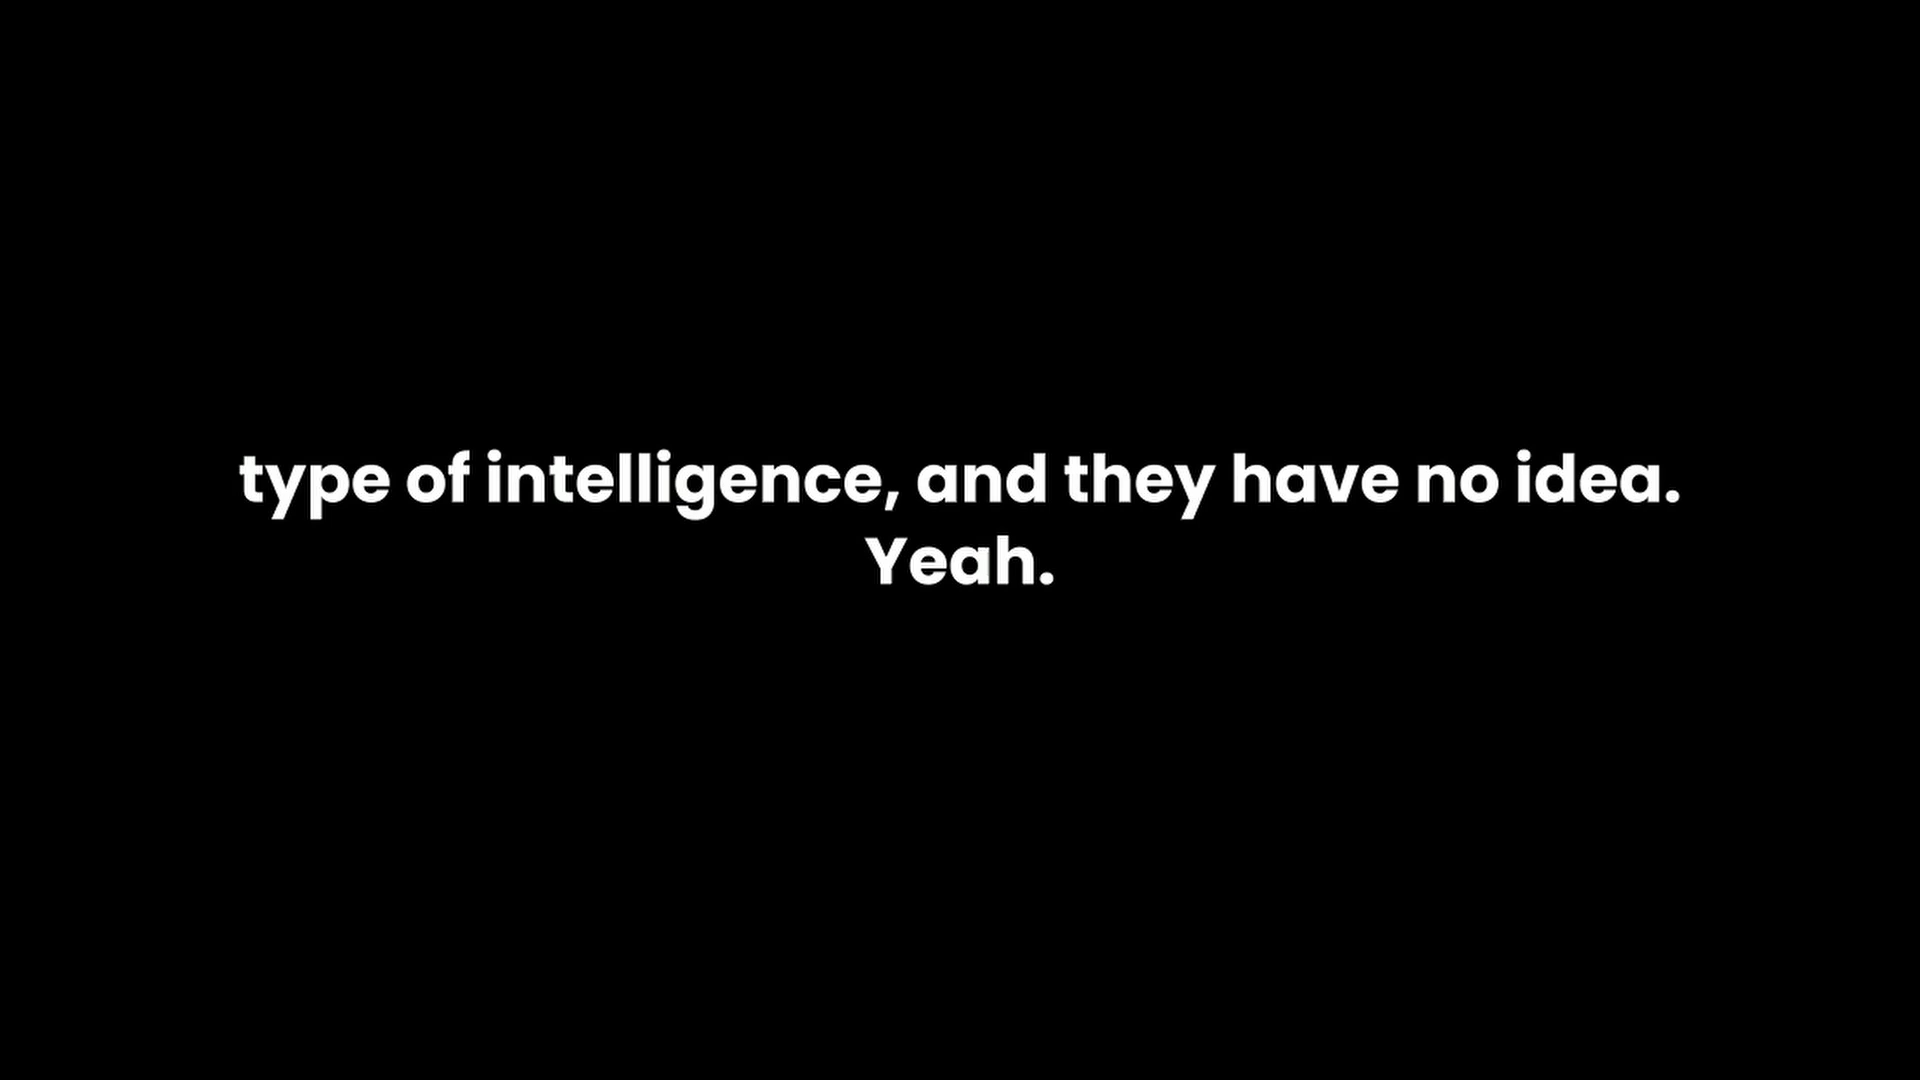 type of intelligence, and they have no idea.
Yeah.